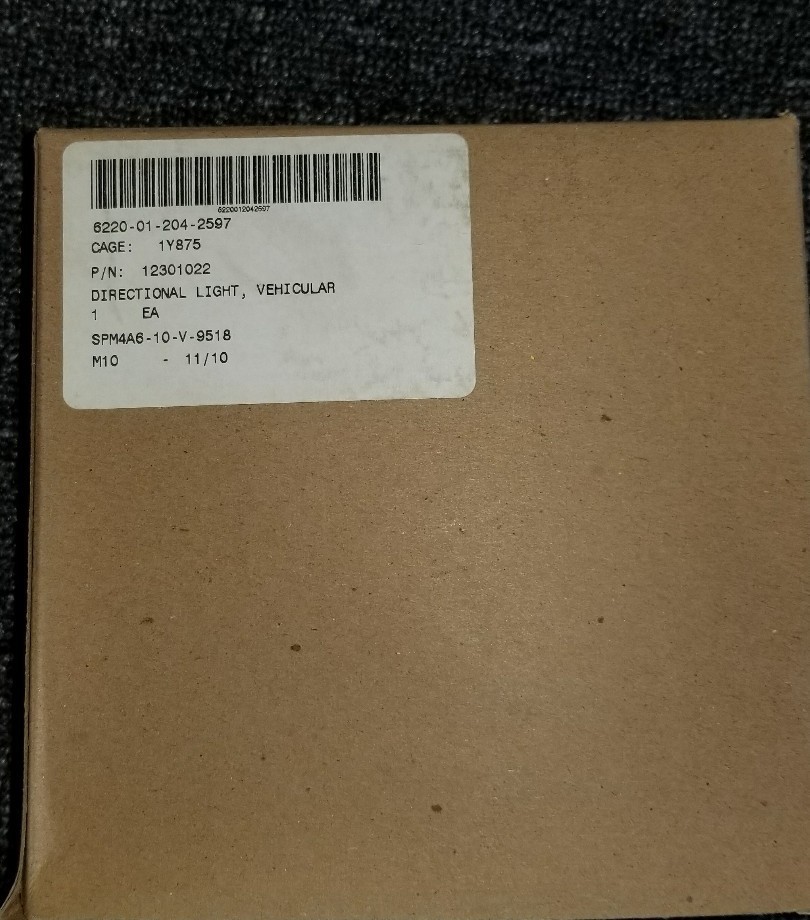 6220012042597
6220-01-204-2597
CAGE: 1Y875
P/N: 12301022
DIRECTIONAL LIGHT, VEHICULAR
1 EA
SPM4A6-10-V-9518
M10 - 11/10